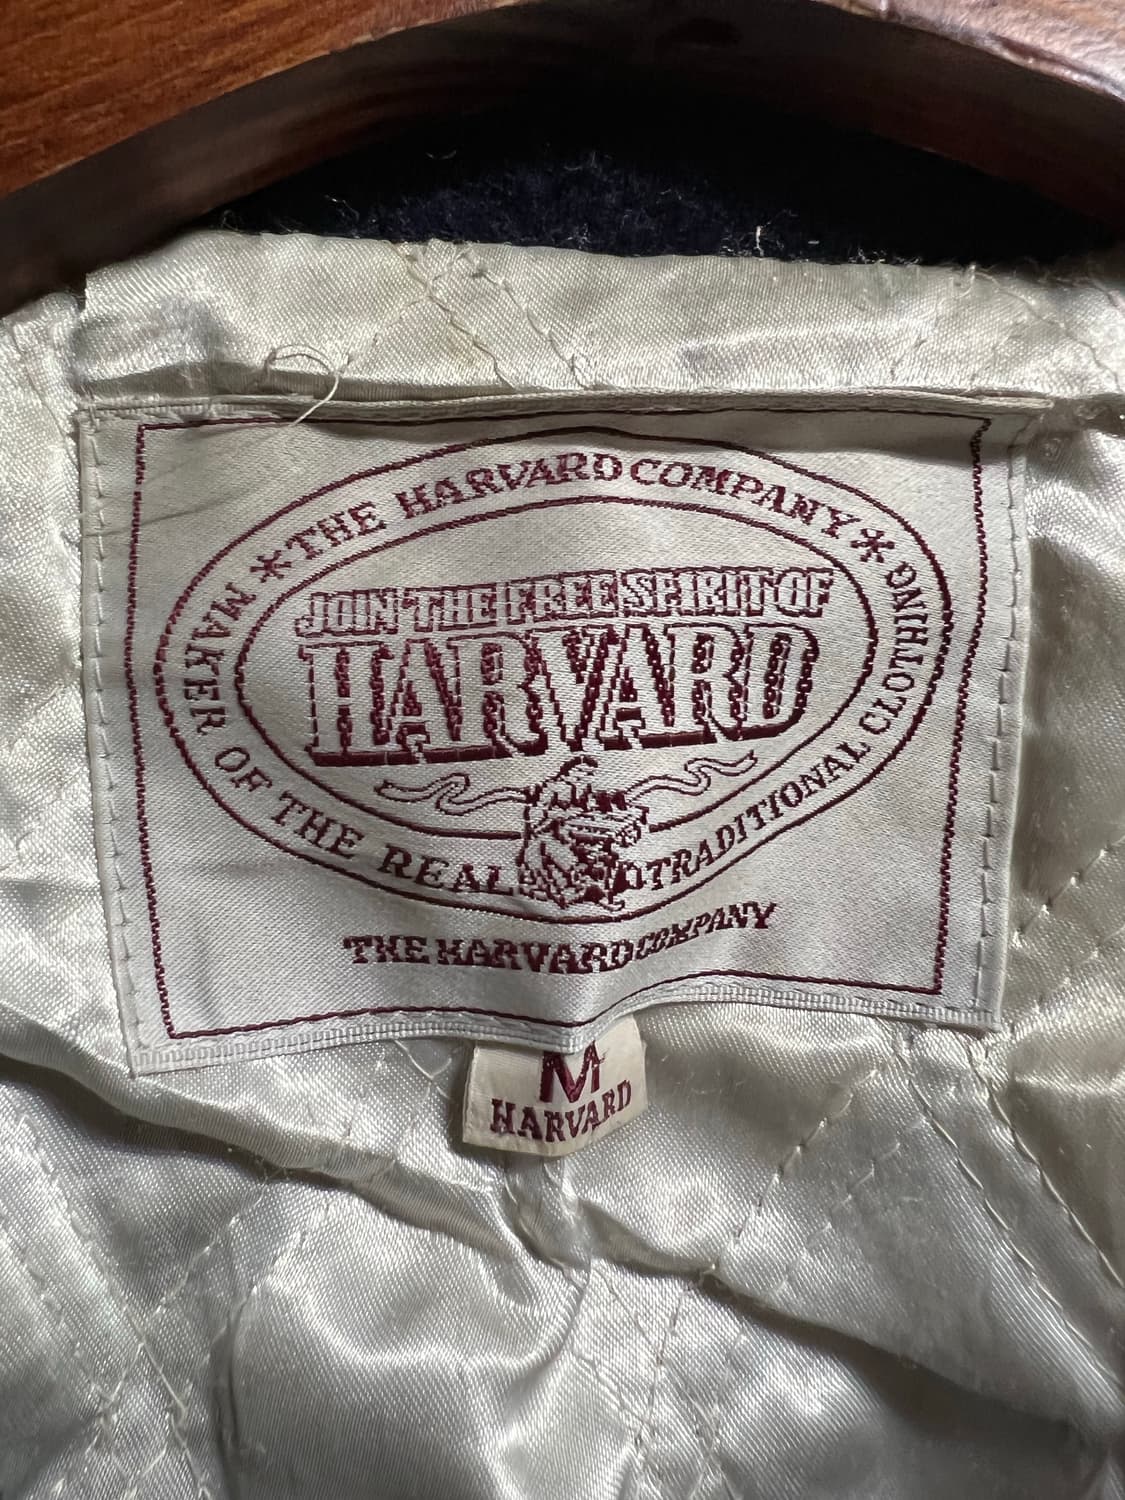 * THE HARVARD COMPANY *
MAKER OF THE REAL TRADITIONAL CLOTHING
JOIN THE FREE SPIRIT OF
HARVARD
THE HARVARD COMPANY
M
HARVARD